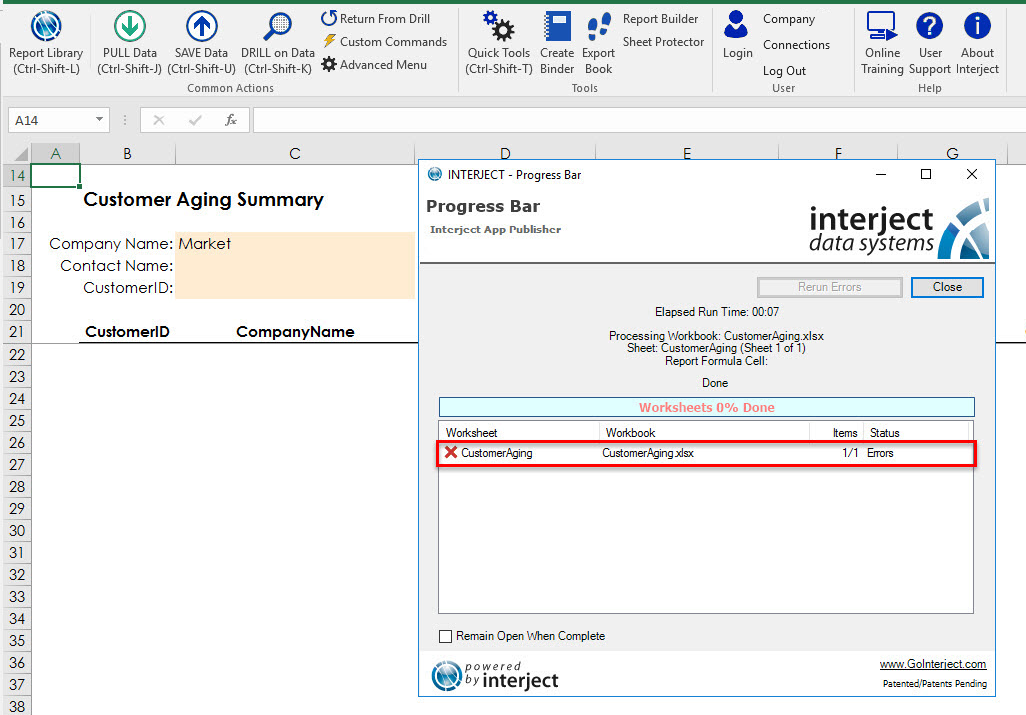 Report Library
(Ctrl-Shift-L)
PULL Data
(Ctrl-Shift-J)
SAVE Data
(Ctrl-Shift-U)
DRILL on Data
(Ctrl-Shift-K)
Return From Drill
Custom Commands
Advanced Menu
Common Actions
Quick Tools
(Ctrl-Shift-T)
Create
Binder
Export
Book
Report Builder
Sheet Protector
Tools
Login
Company
Connections
Log Out
User
Online
Training
User
Support
About
Interject
Help
A14
fx
A B C D E F G
14
15 Customer Aging Summary
16
17 Company Name: Market
18 Contact Name:
19 CustomerID:
20
21 CustomerID CompanyName
22
23
24
25
26
27
28
29
30
31
32
33
34
35
36
37
38
INTERJECT - Progress Bar
Progress Bar
Interject App Publisher
interject
data systems
Rerun Errors
Close
Elapsed Run Time: 00:07
Processing Workbook: CustomerAging.xlsx
Sheet: CustomerAging (Sheet 1 of 1)
Report Formula Cell:
Done
Worksheets 0% Done
Worksheet Workbook Items Status
CustomerAging CustomerAging.xlsx 1/1 Errors
Remain Open When Complete
powered
by interject
www.GoInterject.com
Patented/Patents Pending